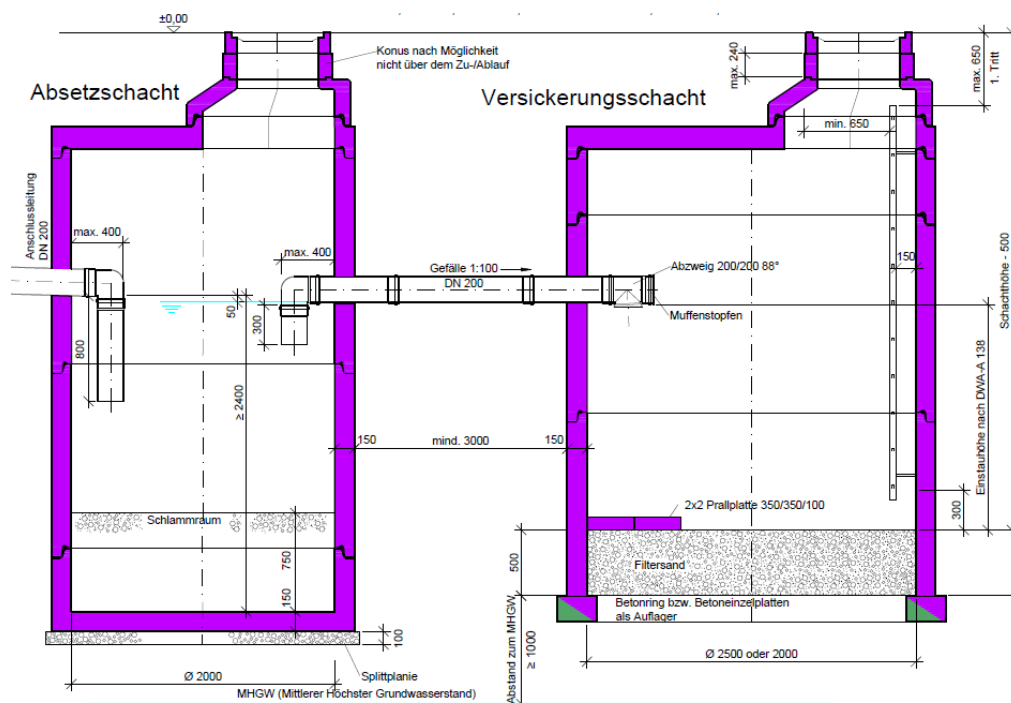 ±0,00
Konus nach Möglichkeit
nicht über dem Zu-/Ablauf
max. 240
max. 650
1. Tritt
Absetzschacht
Versickerungsschacht
min. 650
Anschlussleitung
DN 200
max. 400
max. 400
Gefälle 1:100
DN 200
Abzweig 200/200 88°
150
Muffenstopfen
50
300
800
≥ 2400
Schachthöhe - 500
Einstauhöhe nach DWA-A 138
150
mind. 3000
150
2x2 Prallplatte 350/350/100
300
Schlammraum
750
500
Filtersand
150
100
Betonring bzw. Betoneinzelplatten
als Auflager
Abstand zum MHGW
≥ 1000
Splittplanie
Ø 2000
Ø 2500 oder 2000
MHGW (Mittlerer Höchster Grundwasserstand)